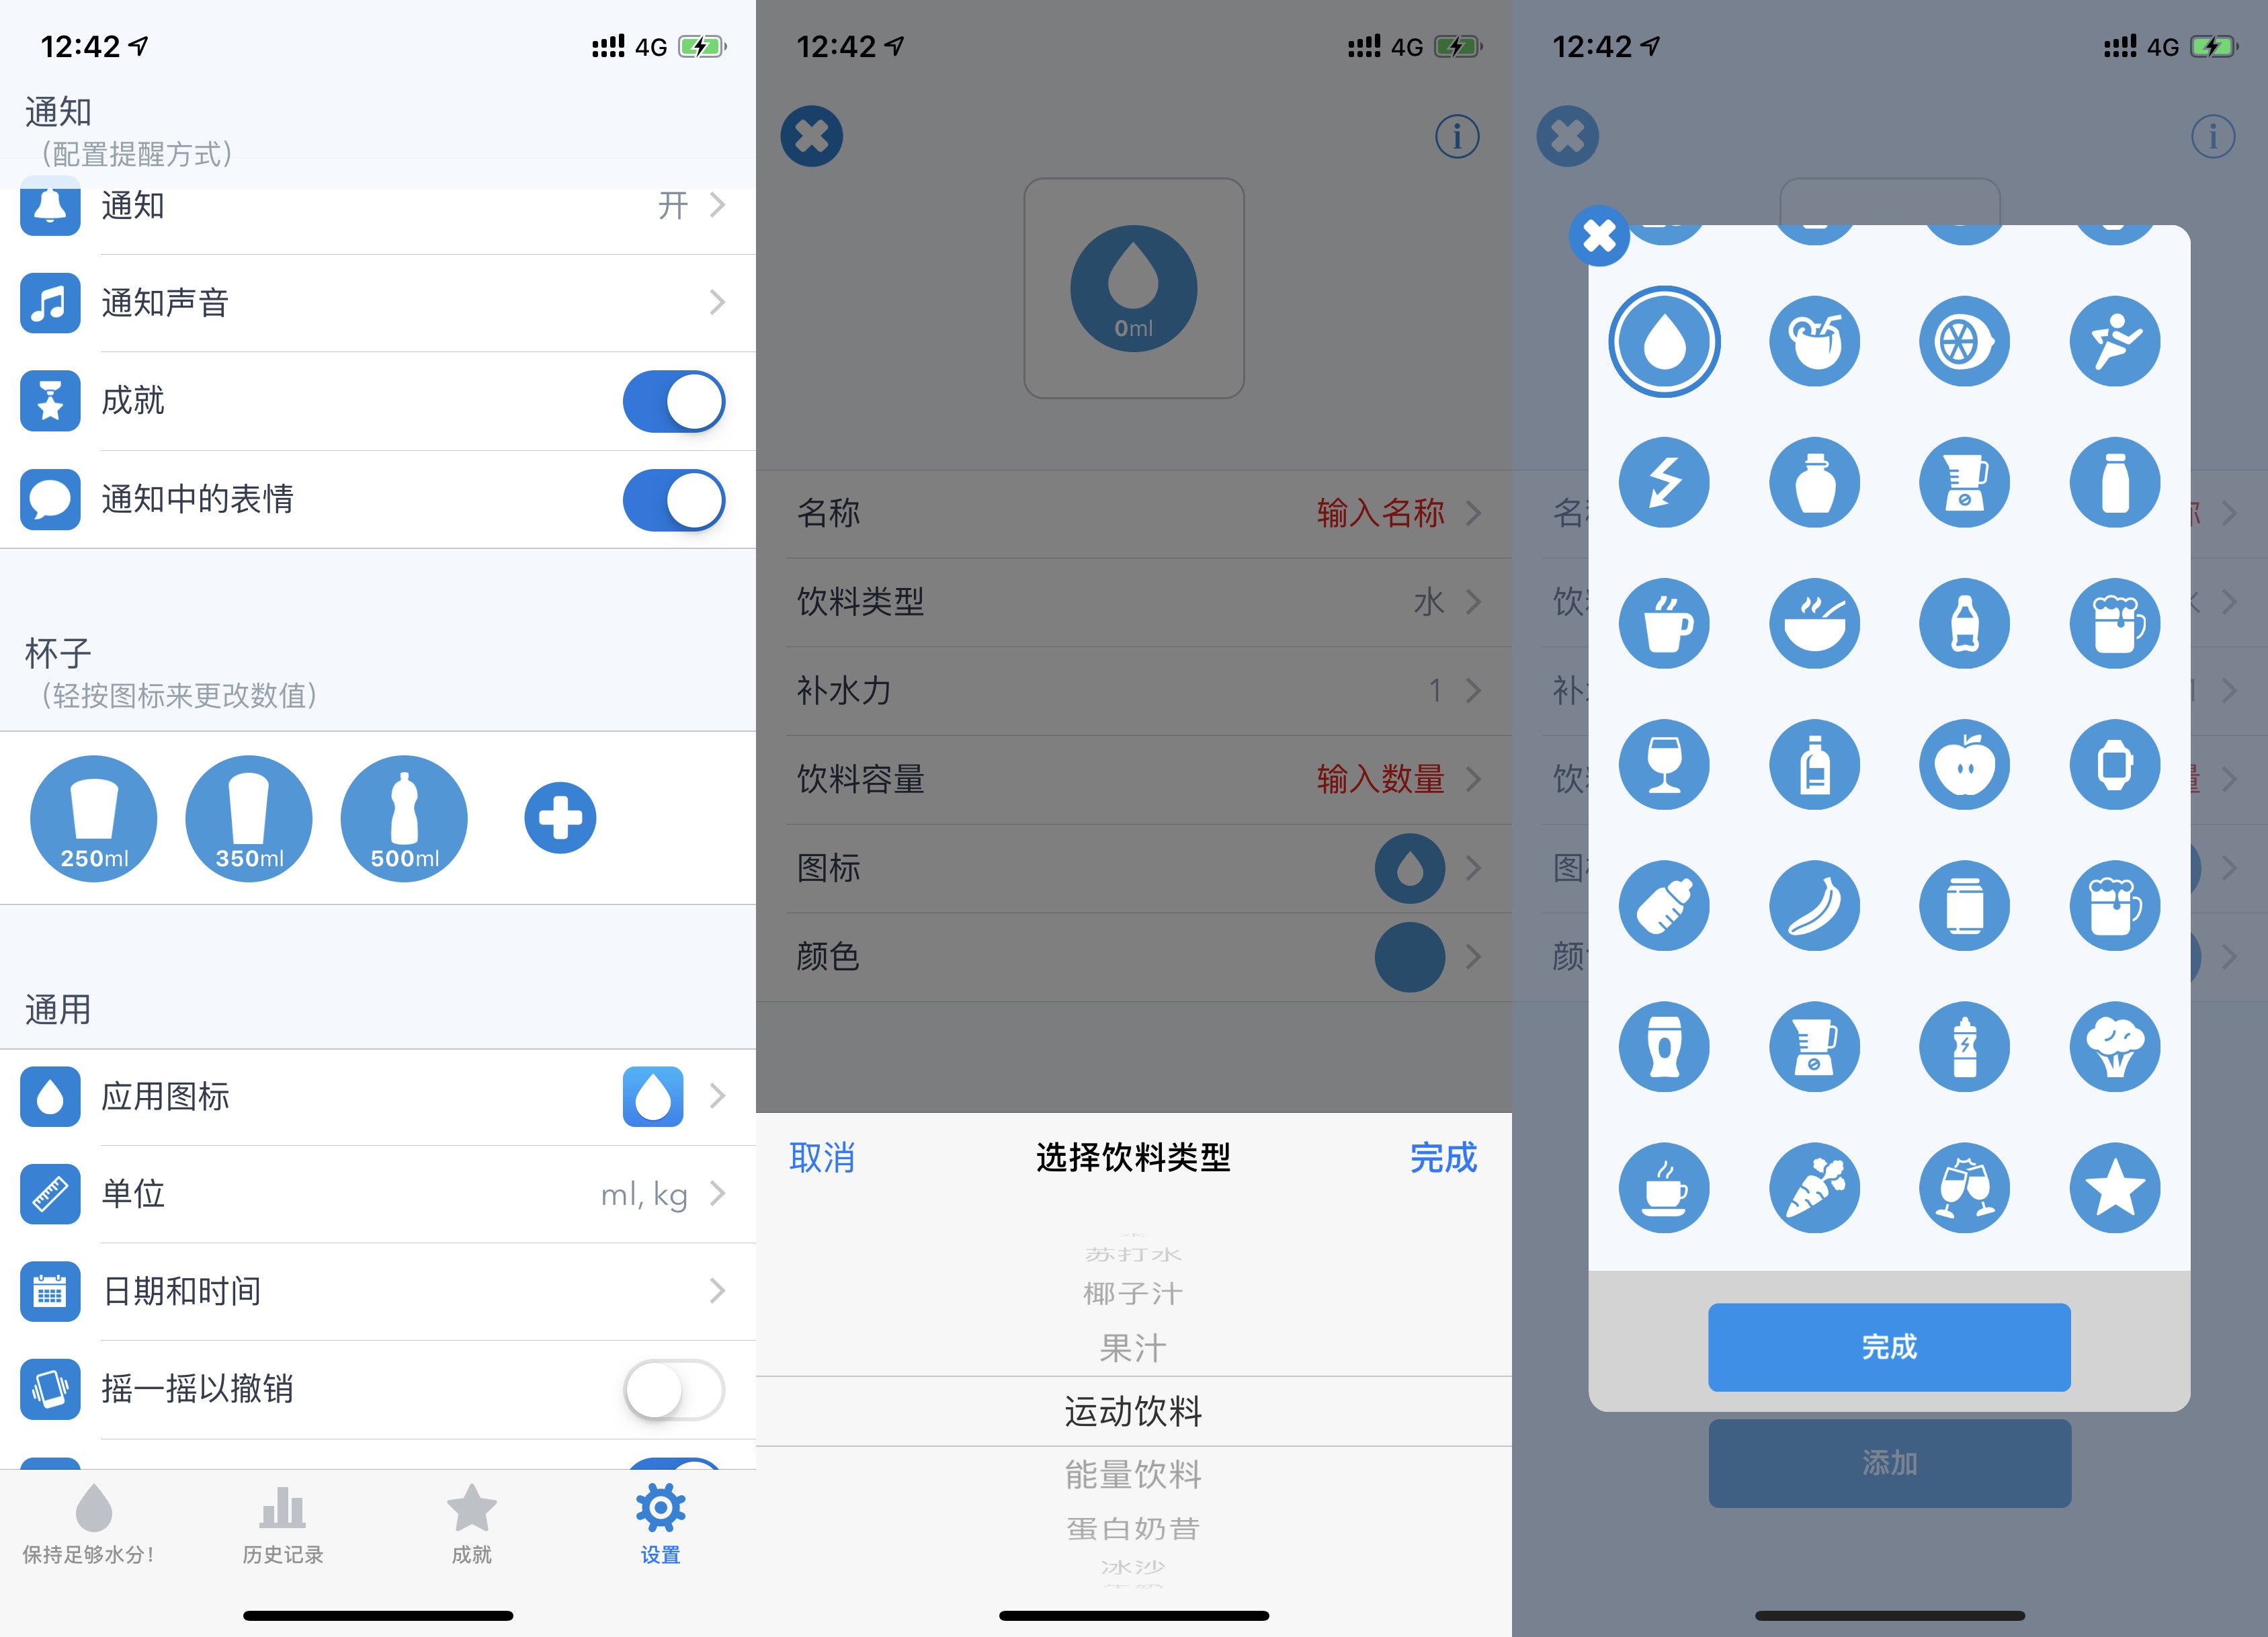 12:42
4G
通知
（配置提醒方式）
通知 开
通知声音
成就
通知中的表情
杯子
（轻按图标来更改数值）
250ml 350ml 500ml
通用
应用图标
单位 ml, kg
日期和时间
摇一摇以撤销
保持足够水分！ 历史记录 成就 设置
12:42
4G
0ml
名称 输入名称
饮料类型 水
补水力 1
饮料容量 输入数量
图标
颜色
取消 选择饮料类型 完成
苏打水
椰子汁
果汁
运动饮料
能量饮料
蛋白奶昔
冰沙
12:42
4G
完成
添加